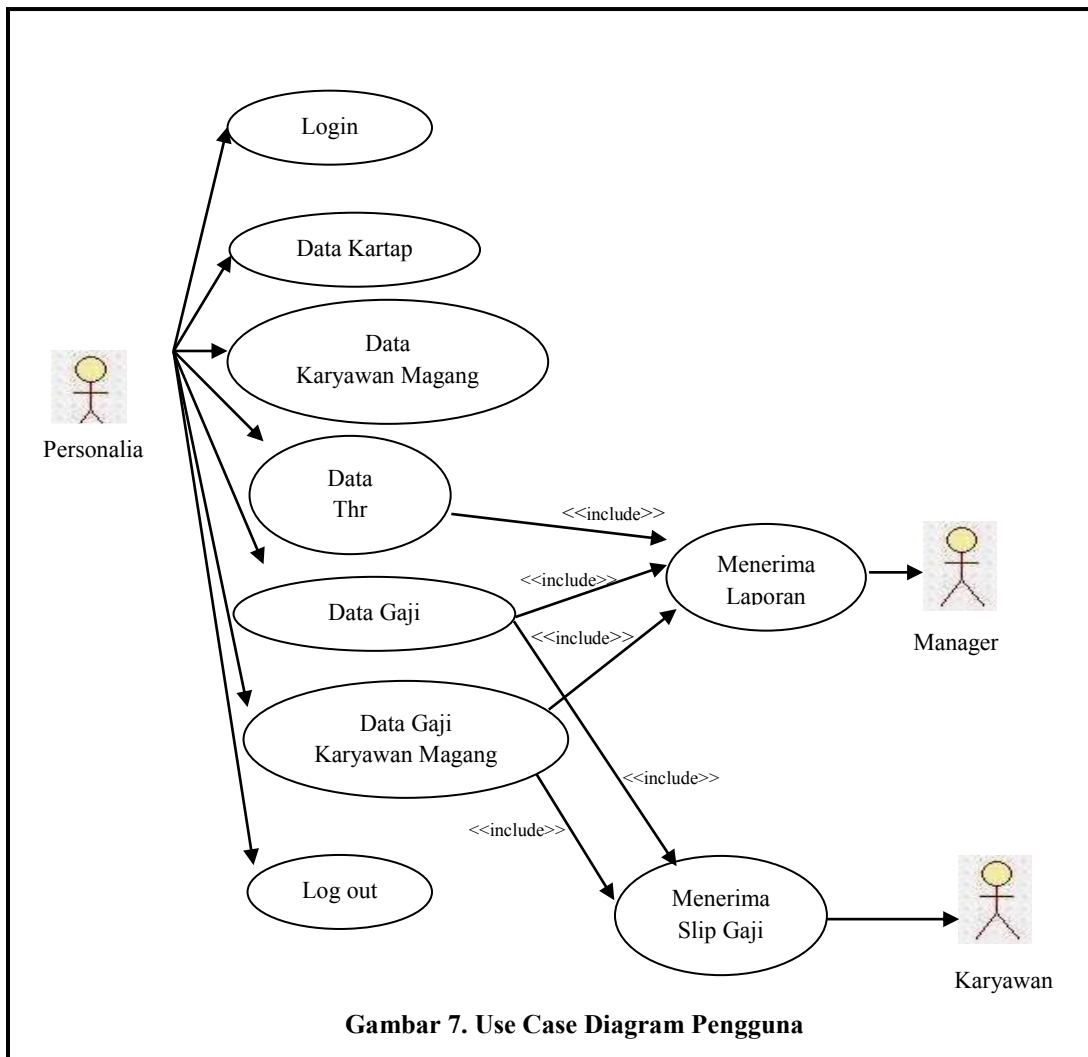 Login
Data Kartap
Data
Karyawan Magang
Personalia
Data
Thr
<<include>>
Menerima
Laporan
<<include>>
Data Gaji
<<include>>
Manager
Data Gaji
Karyawan Magang
<<include>>
<<include>>
Log out
Menerima
Slip Gaji
Karyawan
Gambar 7. Use Case Diagram Pengguna